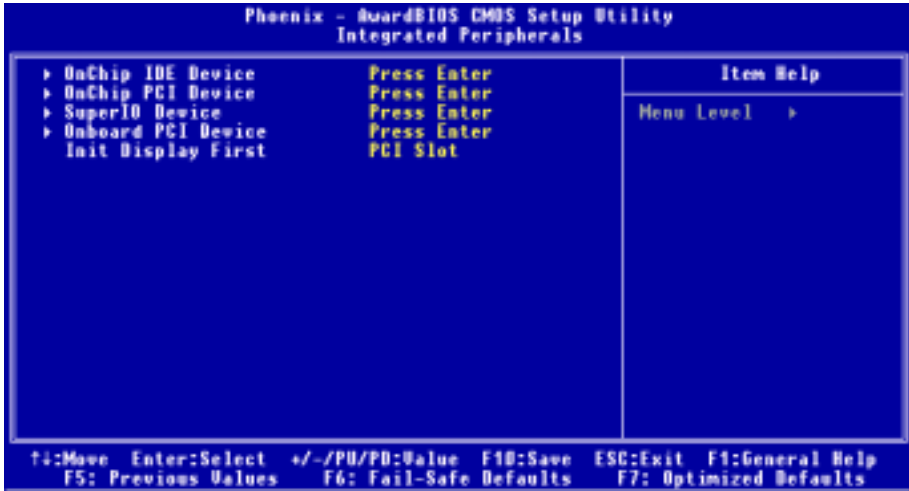 Phoenix - AwardBIOS CMOS Setup Utility
Integrated Peripherals
▸ OnChip IDE Device Press Enter
▸ OnChip PCI Device Press Enter
▸ SuperIO Device Press Enter
▸ Onboard PCI Device Press Enter
Init Display First PCI Slot
Item Help
Menu Level ▸
↑↓:Move Enter:Select +/-/PU/PD:Value F10:Save ESC:Exit F1:General Help
F5: Previous Values F6: Fail-Safe Defaults F7: Optimized Defaults